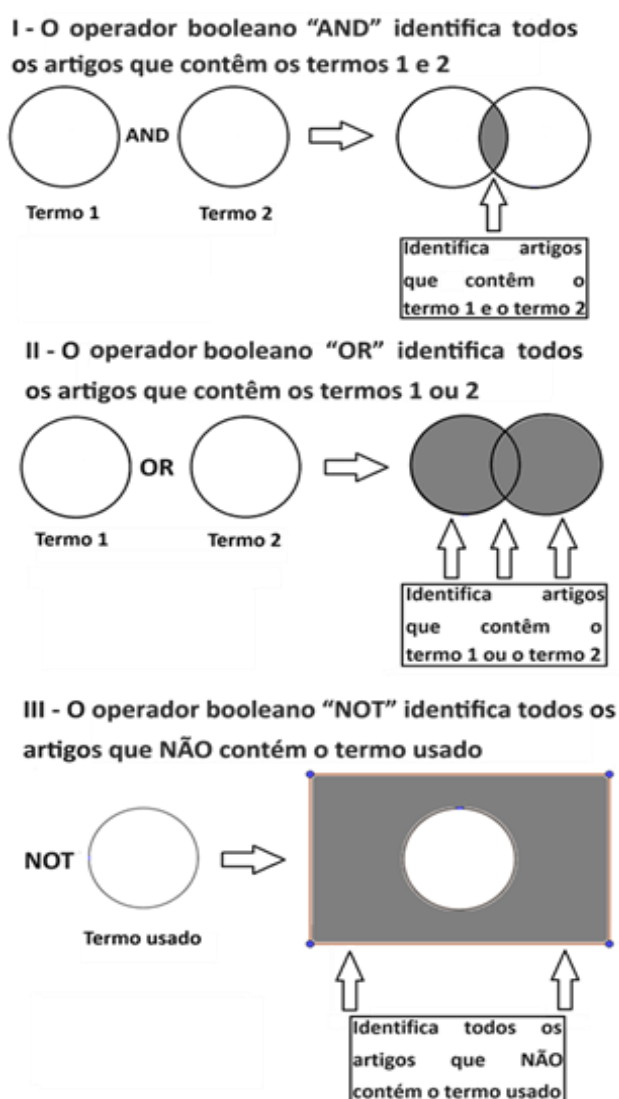 I - O operador booleano “AND” identifica todos
os artigos que contêm os termos 1 e 2
AND
Termo 1
Termo 2
Identifica artigos
que contêm o
termo 1 e o termo 2
II - O operador booleano “OR” identifica todos
os artigos que contêm os termos 1 ou 2
OR
Termo 1
Termo 2
Identifica artigos
que contêm o
termo 1 ou o termo 2
III - O operador booleano “NOT” identifica todos os
artigos que NÃO contém o termo usado
NOT
Termo usado
Identifica todos os
artigos que NÃO
contém o termo usado